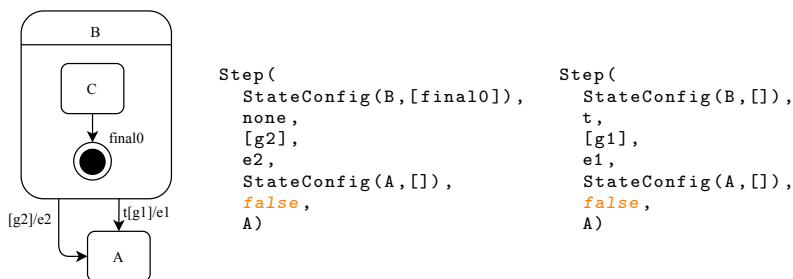 B
C
final0
[g2]/e2
t[g1]/e1
A
Step(
StateConfig(B,[final0]),
none,
[g2],
e2,
StateConfig(A,[]),
false,
A)
Step(
StateConfig(B,[]),
t,
[g1],
e1,
StateConfig(A,[]),
false,
A)